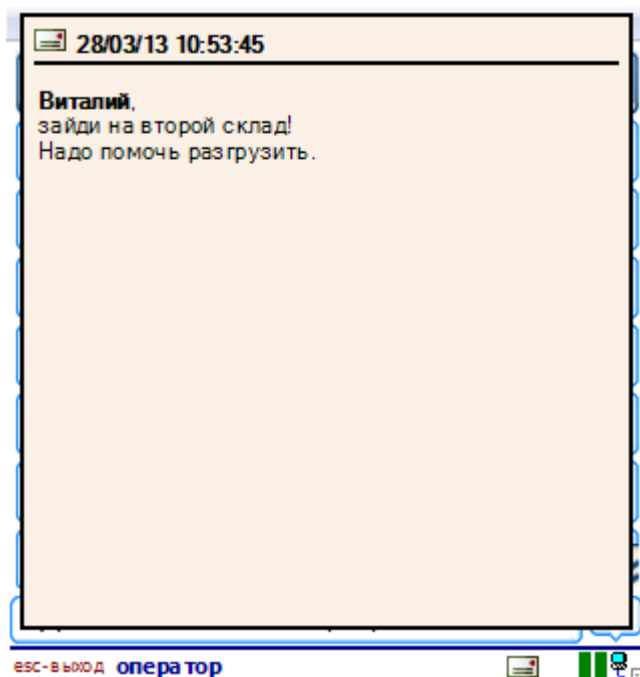 28/03/13 10:53:45
Виталий,
зайди на второй склад!
Надо помочь разгрузить.
esc-выход оператор